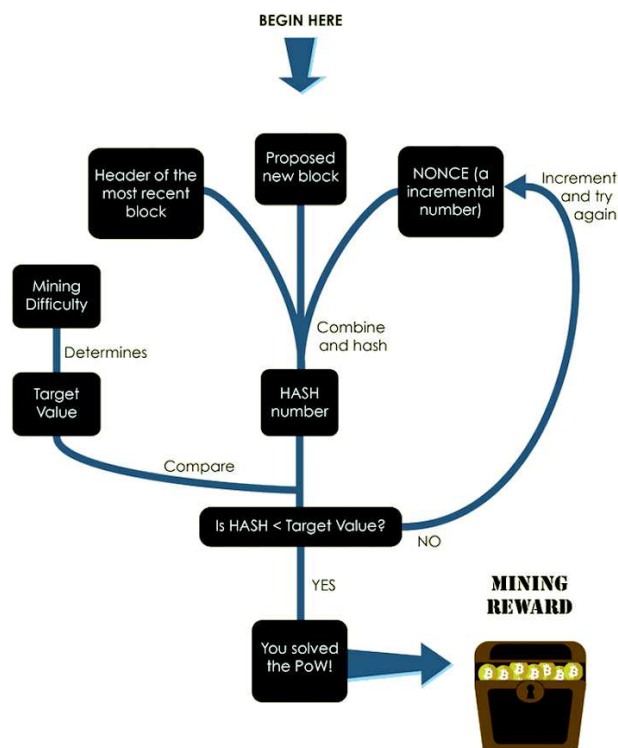 BEGIN HERE
Header of the
most recent
block
Proposed
new block
NONCE (a
incremental
number)
Increment
and try
again
Mining
Difficulty
Determines
Target
Value
Combine
and hash
HASH
number
Compare
Is HASH < Target Value?
NO
YES
You solved
the PoW!
MINING
REWARD